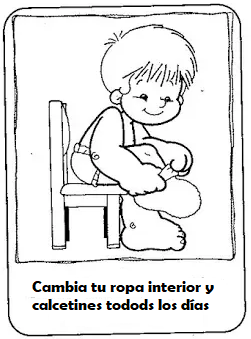 Cambia tu ropa interior y
calcetines todods los días